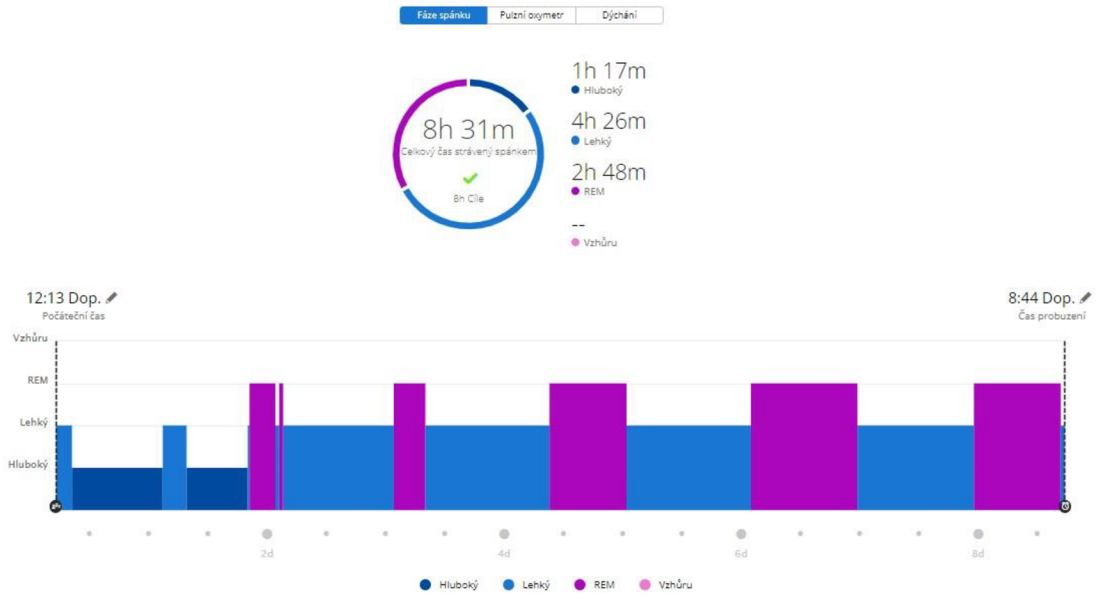 Fáze spánku Pulzní oxymetr Dýchání
8h 31m
Celkový čas strávený spánkem
8h Cíle
1h 17m
Hluboký
4h 26m
Lehký
2h 48m
REM
--
Vzhůru
12:13 Dop. 8:44 Dop.
Počáteční čas Čas probuzení
Vzhůru
REM
Lehký
Hluboký
2d 4d 6d 8d
Hluboký Lehký REM Vzhůru